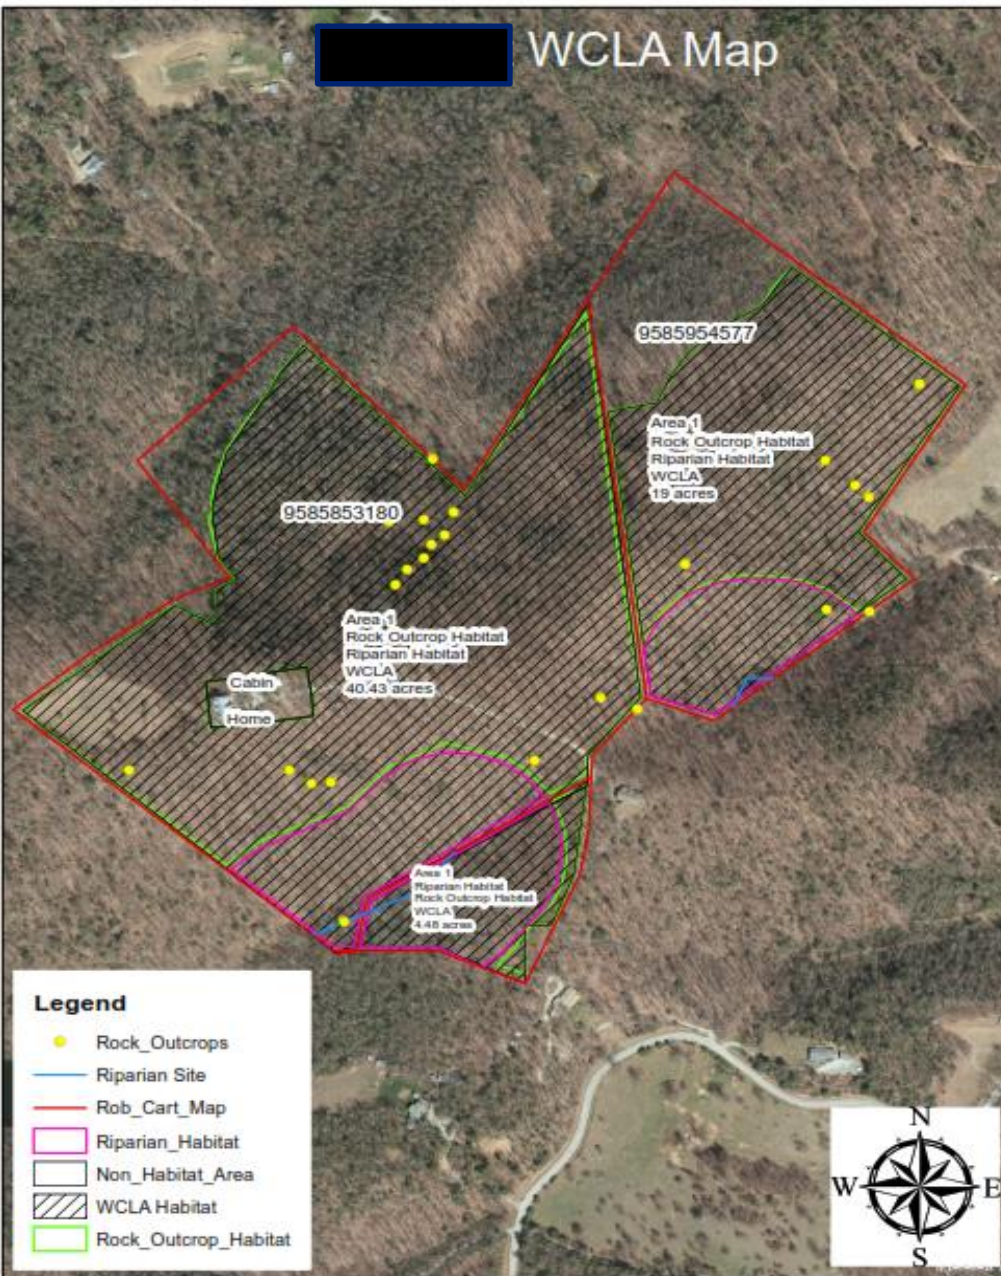 WCLA Map
9585954577
Area 1
Rock Outcrop Habitat
Riparian Habitat
WCLA
19 acres
9585853180
Area 1
Rock Outcrop Habitat
Riparian Habitat
WCLA
40.43 acres
Cabin
Home
Area 1
Riparian Habitat
Rock Outcrop Habitat
WCLA
4.48 acres
Legend
Rock_Outcrops
Riparian Site
Rob_Cart_Map
Riparian_Habitat
Non_Habitat_Area
WCLA Habitat
Rock_Outcrop_Habitat
N
W E
S